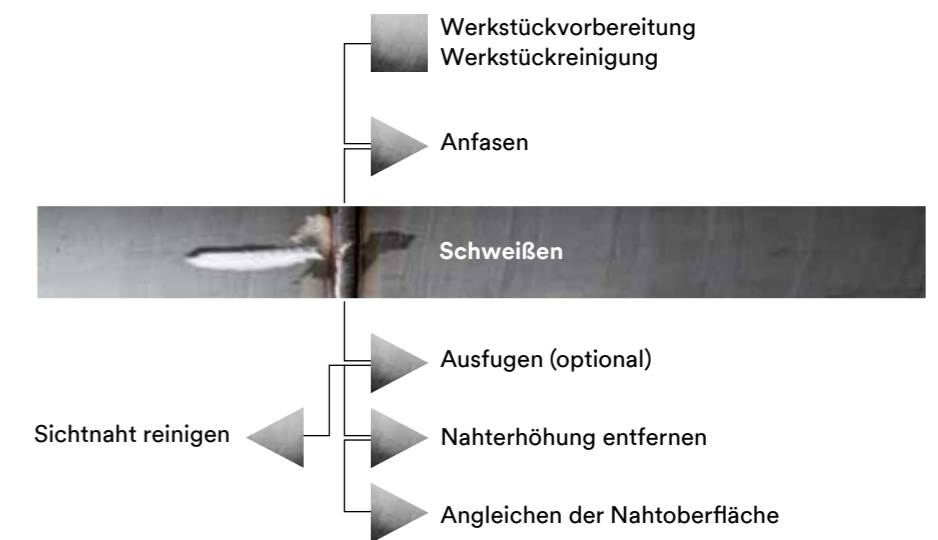 Werkstückvorbereitung
Werkstückreinigung
Anfasen
Schweißen
Ausfugen (optional)
Sichtnaht reinigen
Nahterhöhung entfernen
Angleichen der Nahtoberfläche